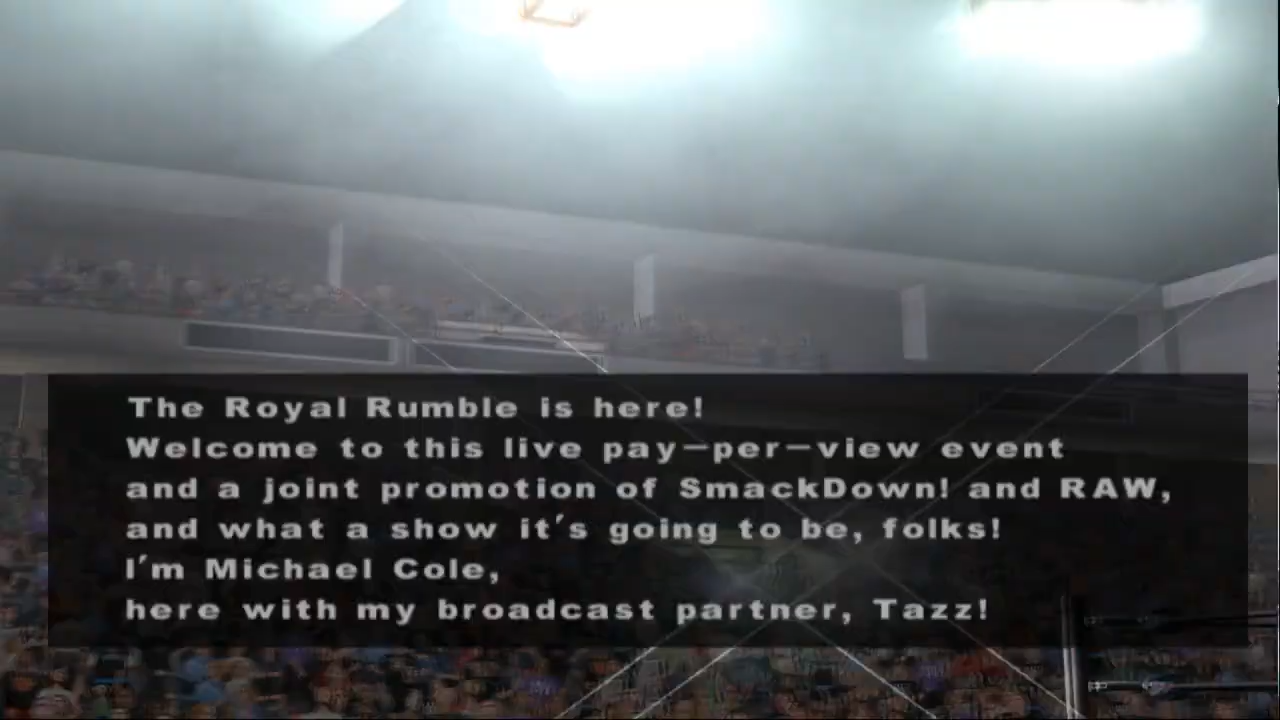 The Royal Rumble is here!
Welcome to this live pay-per-view event
and a joint promotion of SmackDown! and RAW,
and what a show it's going to be, folks!
I'm Michael Cole,
here with my broadcast partner, Tazz!